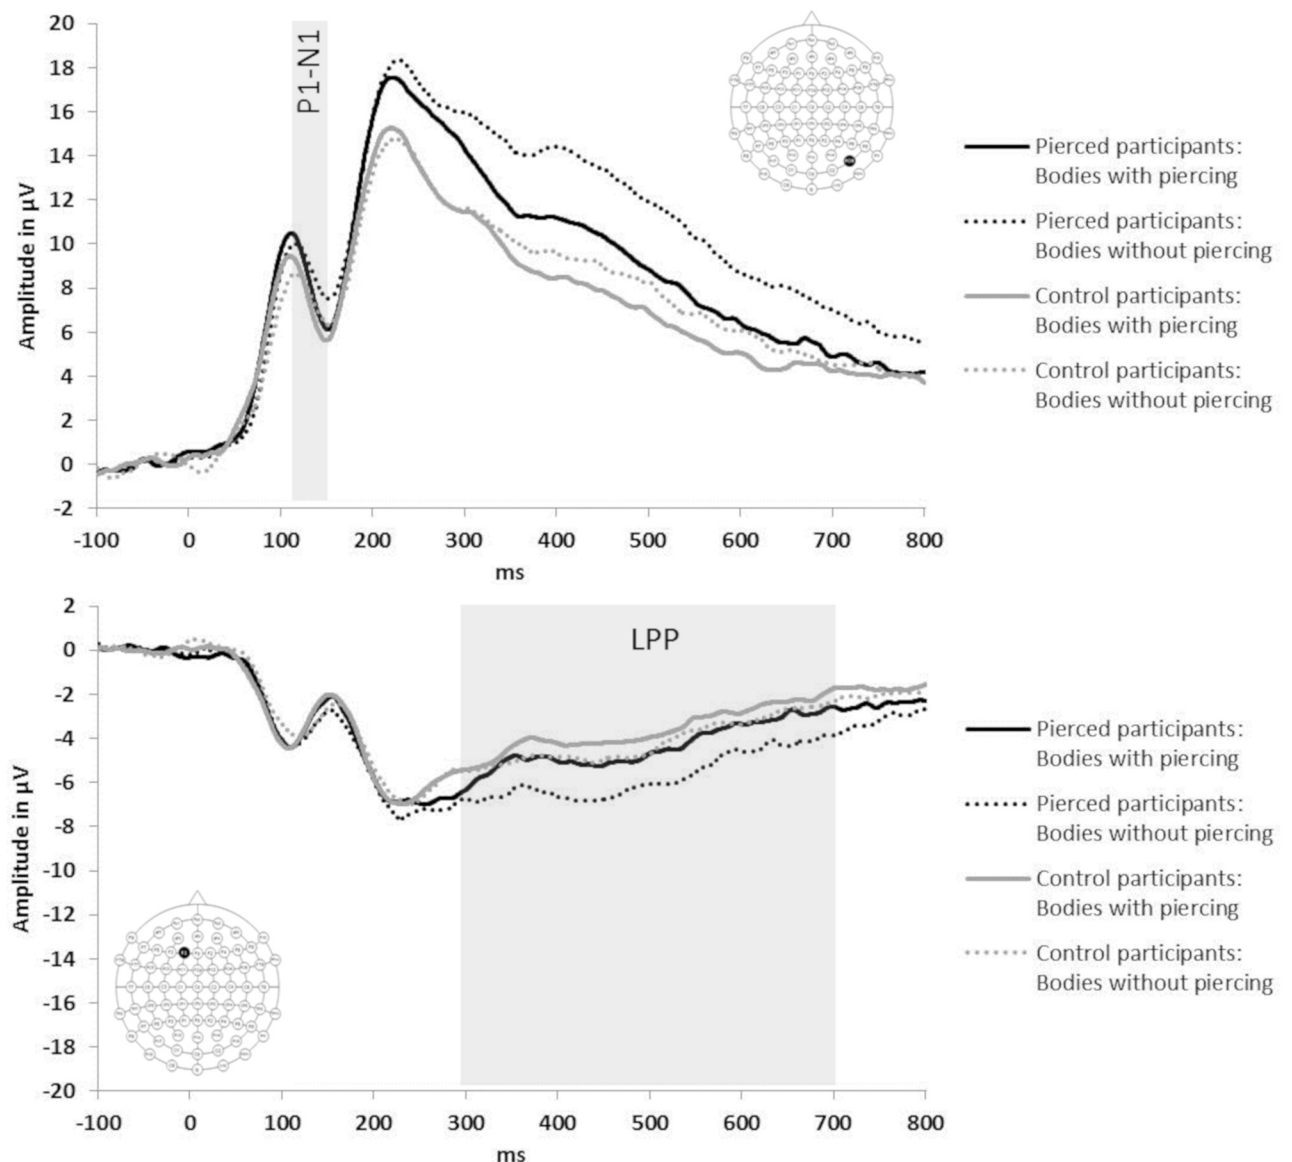 20
18
16
14
12
10
8
6
4
2
0
-2
Amplitude in µV
P1-N1
-100 0 100 200 300 400 500 600 700 800
ms
Pierced participants:
Bodies with piercing
Pierced participants:
Bodies without piercing
Control participants:
Bodies with piercing
Control participants:
Bodies without piercing
2
0
-2
-4
-6
-8
-10
-12
-14
-16
-18
-20
Amplitude in µV
LPP
-100 0 100 200 300 400 500 600 700 800
ms
Pierced participants:
Bodies with piercing
Pierced participants:
Bodies without piercing
Control participants:
Bodies with piercing
Control participants:
Bodies without piercing